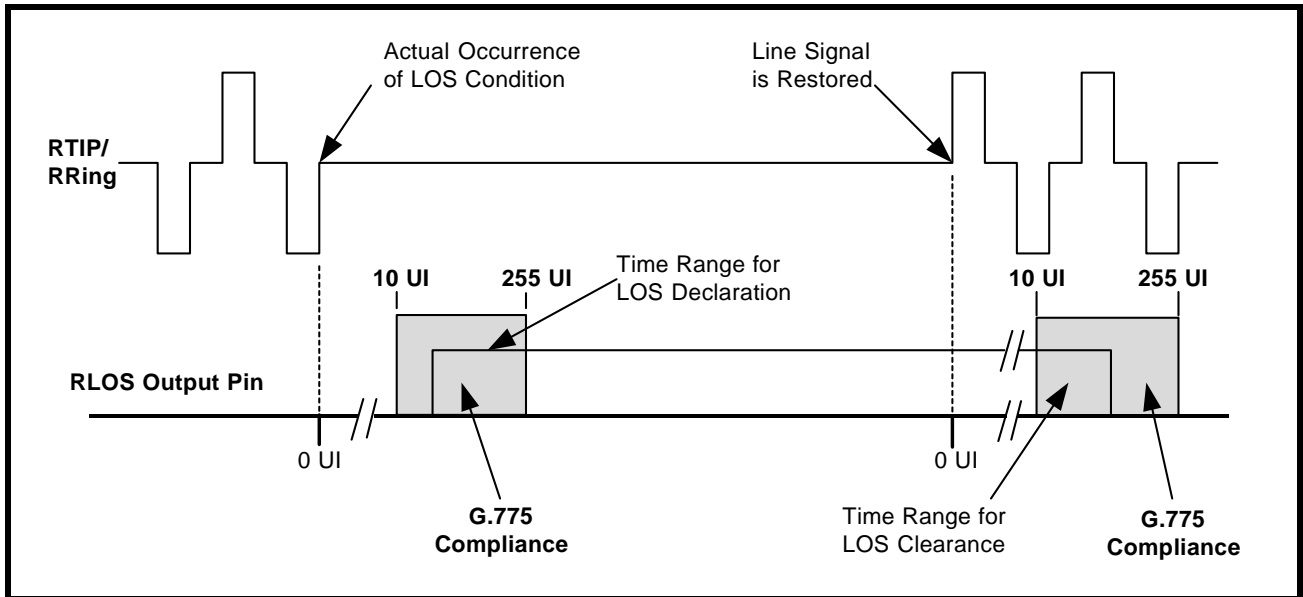 Actual Occurrence
of LOS Condition
Line Signal
is Restored
RTIP/
RRing
10 UI
255 UI
Time Range for
LOS Declaration
10 UI
255 UI
RLOS Output Pin
0 UI
0 UI
G.775
Compliance
Time Range for
LOS Clearance
G.775
Compliance